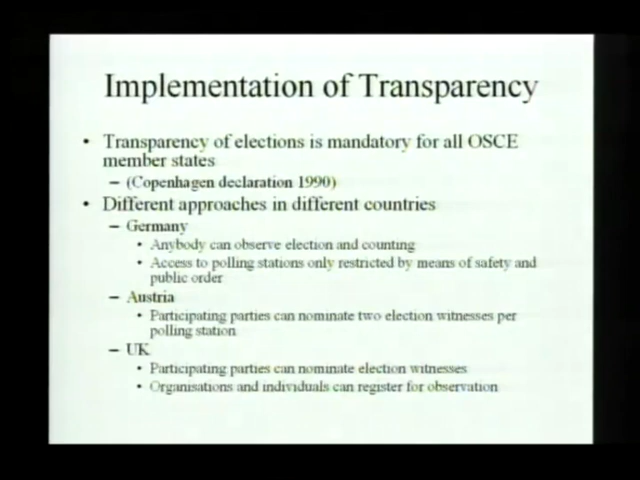 Implementation of Transparency
• Transparency of elections is mandatory for all OSCE
member states
– (Copenhagen declaration 1990)
• Different approaches in different countries
– Germany
• Anybody can observe election and counting
• Access to polling stations only restricted by means of safety and
public order
– Austria
• Participating parties can nominate two election witnesses per
polling station
– UK
• Participating parties can nominate election witnesses
• Organisations and individuals can register for observation